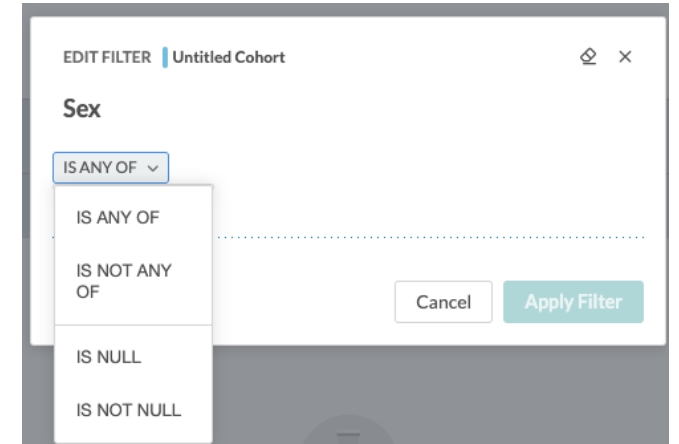 EDIT FILTER Untitled Cohort
Sex
IS ANY OF
IS ANY OF
IS NOT ANY
OF
IS NULL
IS NOT NULL
Cancel Apply Filter